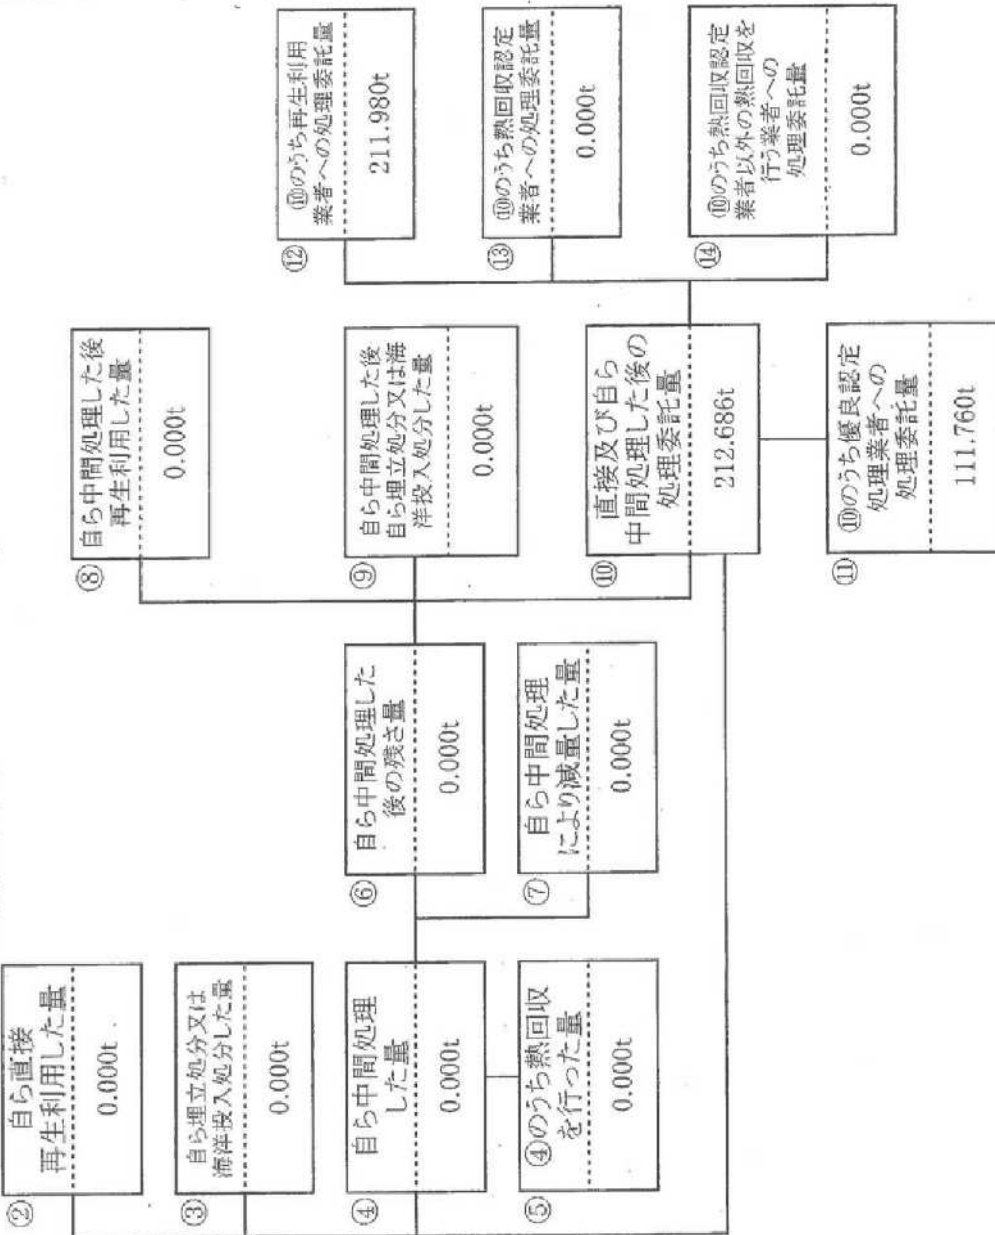 ②
自ら直接
再生利用した量
0.000t
③
自ら埋立処分又は
海洋投入処分した量
0.000t
④
自ら中間処理
した量
0.000t
⑤
④のうち熱回収
を行った量
0.000t
⑥
自ら中間処理した
後の残さ量
0.000t
⑦
自ら中間処理
により減量した量
0.000t
⑧
自ら中間処理した後
再生利用した量
0.000t
⑨
自ら中間処理した後
自ら埋立処分又は海
洋投入処分した量
0.000t
⑩
直接及び自ら
中間処理した後の
処理委託量
212.686t
⑪
⑩のうち優良認定
処理業者への
処理委託量
111.760t
⑫
⑩のうち再生利用
業者への処理委託量
211.980t
⑬
⑩のうち熱回収認定
業者への処理委託量
0.000t
⑭
⑩のうち熱回収認定
業者以外の熱回収を
行う業者への
処理委託量
0.000t